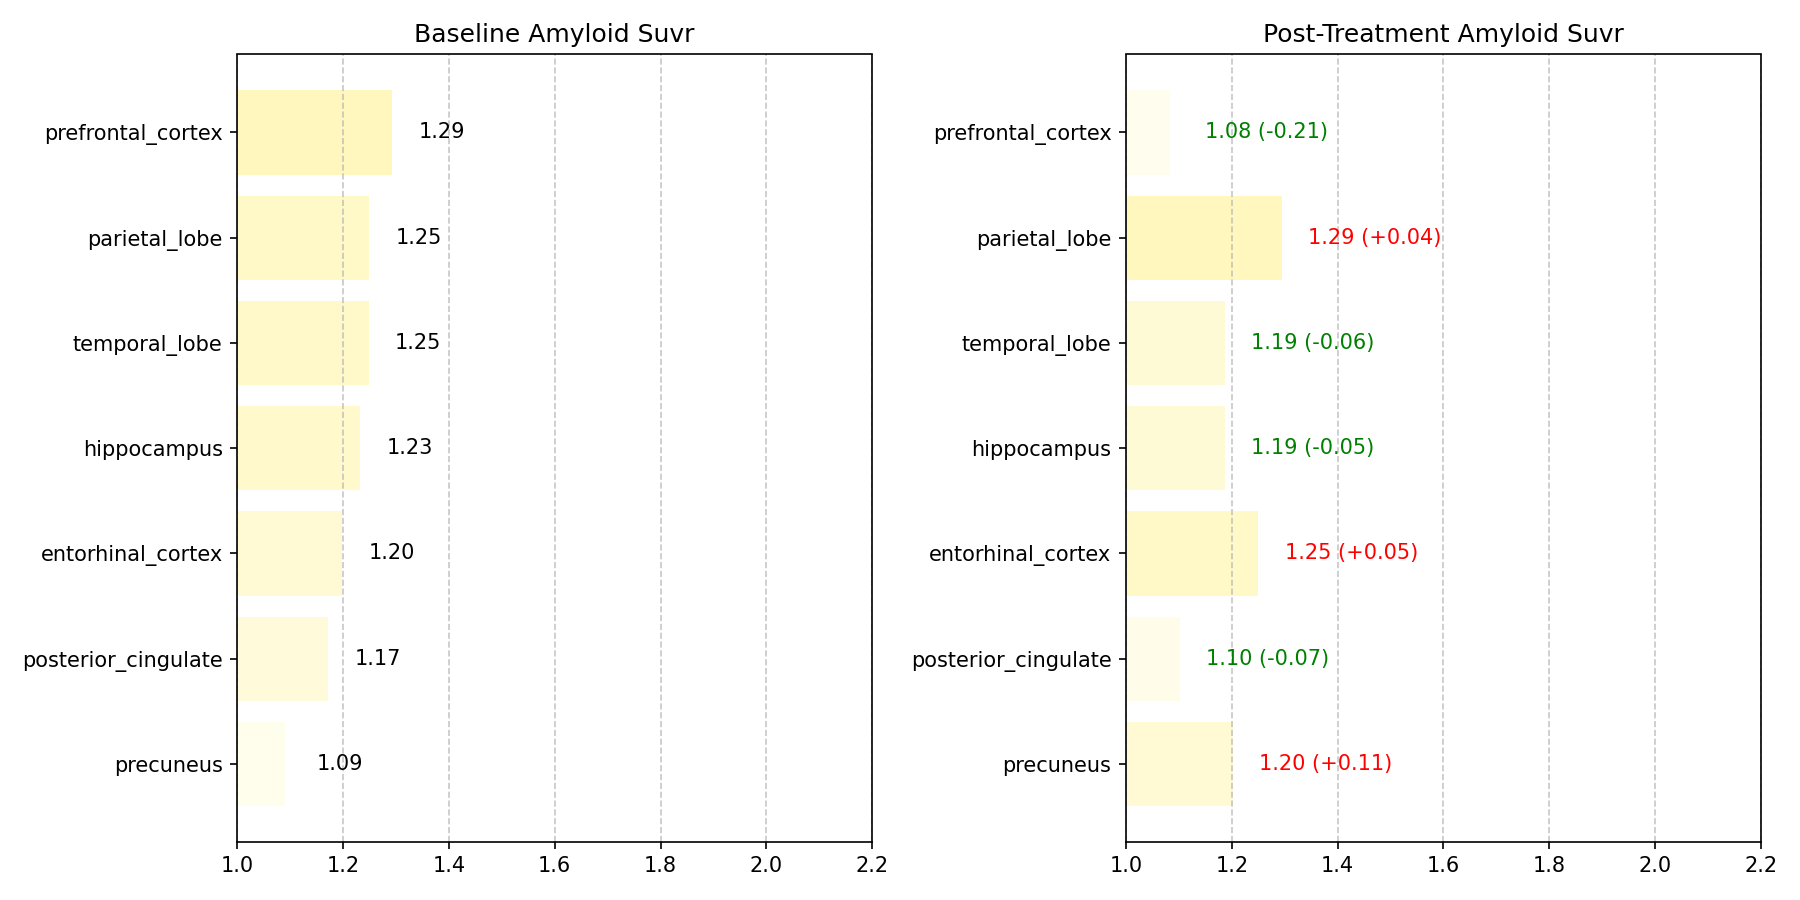 Baseline Amyloid Suvr
prefrontal_cortex 1.29
parietal_lobe 1.25
temporal_lobe 1.25
hippocampus 1.23
entorhinal_cortex 1.20
posterior_cingulate 1.17
precuneus 1.09
1.0 1.2 1.4 1.6 1.8 2.0 2.2
Post-Treatment Amyloid Suvr
prefrontal_cortex 1.08 (-0.21)
parietal_lobe 1.29 (+0.04)
temporal_lobe 1.19 (-0.06)
hippocampus 1.19 (-0.05)
entorhinal_cortex 1.25 (+0.05)
posterior_cingulate 1.10 (-0.07)
precuneus 1.20 (+0.11)
1.0 1.2 1.4 1.6 1.8 2.0 2.2